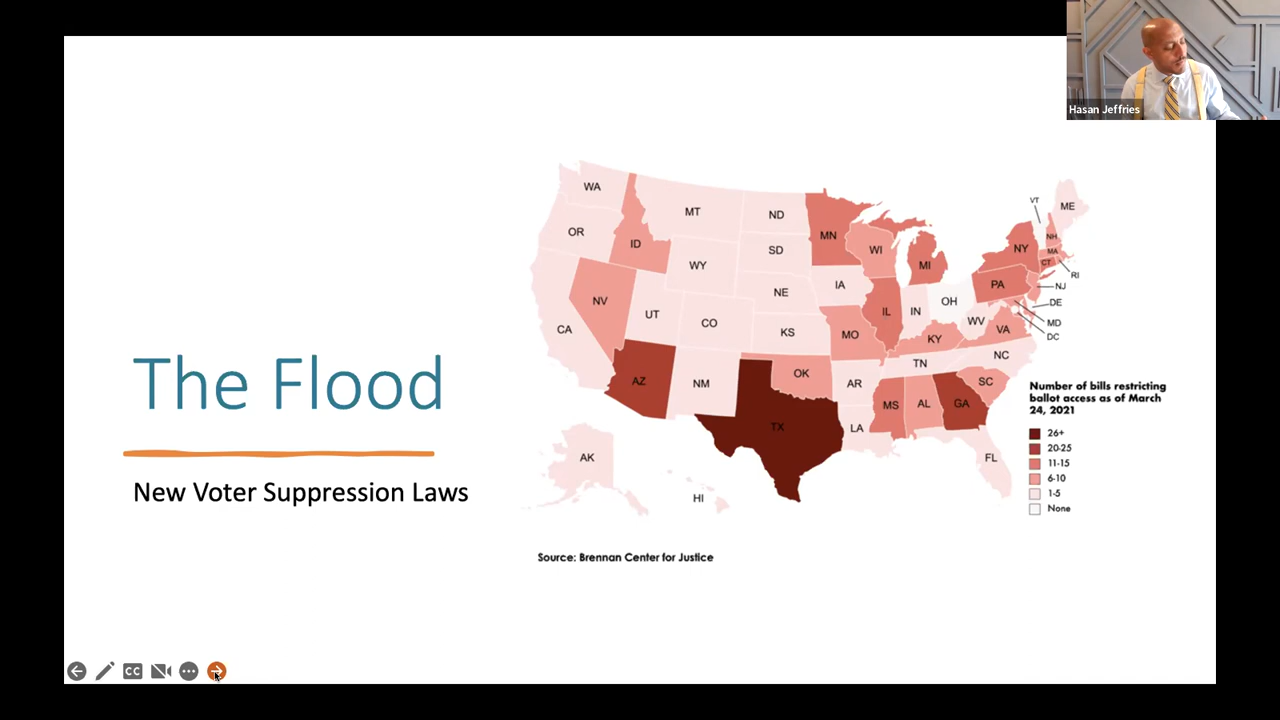 Hasan Jeffries
The Flood
New Voter Suppression Laws
WA
MT
ND
MN
VT
ME
OR
ID
SD
WI
NH
NY
MA
WY
MI
CT
RI
NV
NE
IA
PA
NJ
UT
CO
IL
IN
OH
DE
CA
KS
MO
WV
VA
MD
KY
DC
AZ
NM
OK
AR
TN
NC
TX
MS
AL
GA
SC
LA
FL
AK
HI
Number of bills restricting
ballot access as of March
24, 2021
26+
20-25
11-15
6-10
1-5
None
Source: Brennan Center for Justice
CC